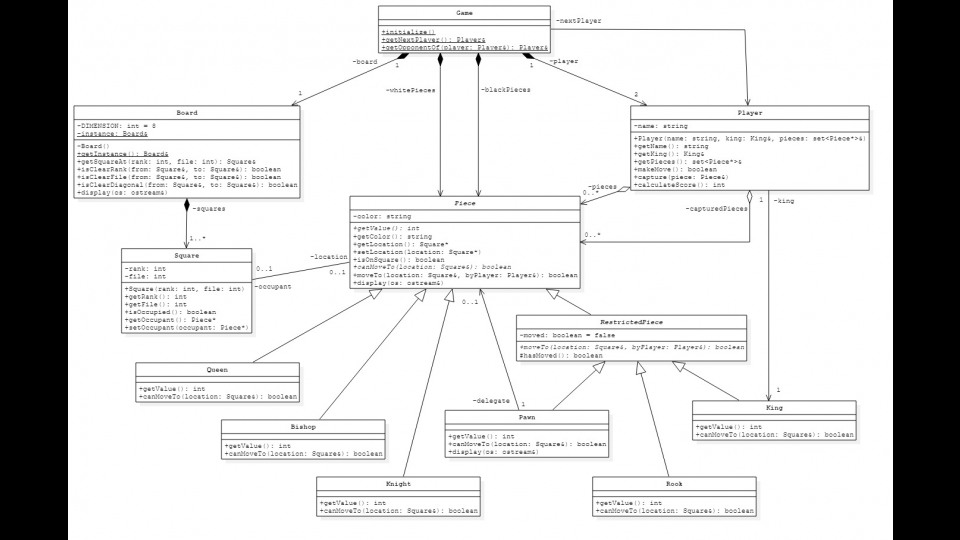 Game
+initialize()
+getNextPlayer(): Player&
+getOpponentOf(player: Player&): Player&
-nextPlayer
-board
1
1
-whitePieces
-blackPieces
1
-player
2
Board
-DIMENSION: int = 8
-instance: Board&
-Board()
+getInstance(): Board&
+getSquareAt(rank: int, file: int): Square&
+isClearRank(from: Square&, to: Square&): boolean
+isClearFile(from: Square&, to: Square&): boolean
+isClearDiagonal(from: Square&, to: Square&): boolean
+display(os: ostream&)
Player
-name: string
+Player(name: string, king: King&, pieces: set<Piece*>&)
+getName(): string
+getKing(): King&
+getPieces(): set<Piece*>&
+makeMove(): boolean
+capture(piece: Piece&)
+calculateScore(): int
-pieces
0..*
-capturedPieces
0..*
1
-king
1
-squares
1..*
Piece
-color: string
+getValue(): int
+getColor(): string
+getLocation(): Square*
+setLocation(location: Square*)
+isOnSquare(): boolean
+canMoveTo(location: Square&): boolean
+moveTo(location: Square&, byPlayer: Player&): boolean
+display(os: ostream&)
Square
-rank: int
-file: int
+Square(rank: int, file: int)
+getRank(): int
+getFile(): int
+isOccupied(): boolean
+getOccupant(): Piece*
+setOccupant(occupant: Piece*)
-location
0..1
0..1
-occupant
0..1
RestrictedPiece
-moved: boolean = false
+moveTo(location: Square&, byPlayer: Player&): boolean
#hasMoved(): boolean
Queen
+getValue(): int
+canMoveTo(location: Square&): boolean
-delegate
1
Bishop
+getValue(): int
+canMoveTo(location: Square&): boolean
Pawn
+getValue(): int
+canMoveTo(location: Square&): boolean
+display(os: ostream&)
King
+getValue(): int
+canMoveTo(location: Square&): boolean
Knight
+getValue(): int
+canMoveTo(location: Square&): boolean
Rook
+getValue(): int
+canMoveTo(location: Square&): boolean